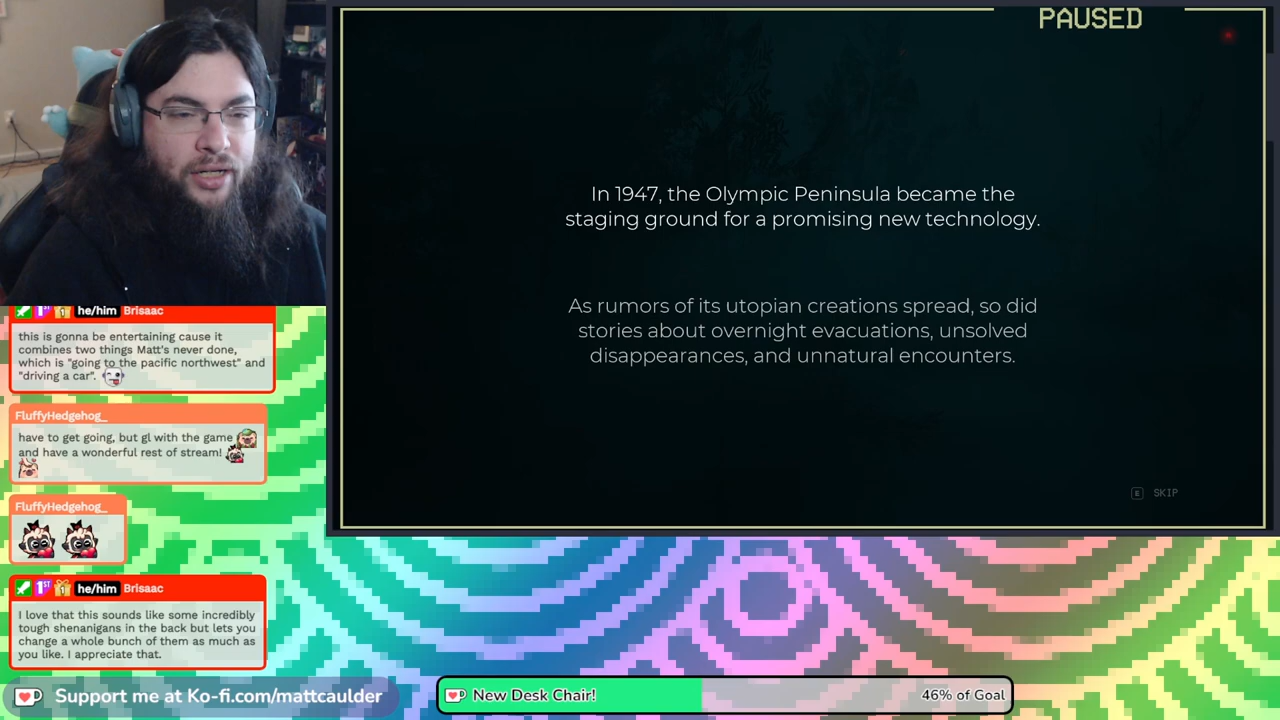 PAUSED
In 1947, the Olympic Peninsula became the
staging ground for a promising new technology.
As rumors of its utopian creations spread, so did
stories about overnight evacuations, unsolved
disappearances, and unnatural encounters.
E SKIP
1ST he/him Brisaac
this is gonna be entertaining cause it
combines two things Matt's never done,
which is "going to the pacific northwest" and
"driving a car".
FluffyHedgehog_
have to get going, but gl with the game
and have a wonderful rest of stream!
FluffyHedgehog_
1ST he/him Brisaac
I love that this sounds like some incredibly
tough shenanigans in the back but lets you
change a whole bunch of them as much as
you like. I appreciate that.
Support me at Ko-fi.com/mattcaulder
New Desk Chair! 46% of Goal